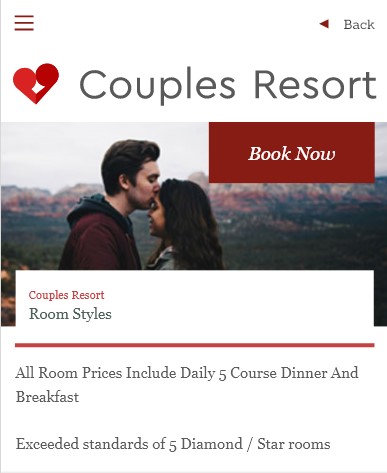 Back
Couples Resort
Book Now
Couples Resort
Room Styles
All Room Prices Include Daily 5 Course Dinner And
Breakfast
Exceeded standards of 5 Diamond / Star rooms